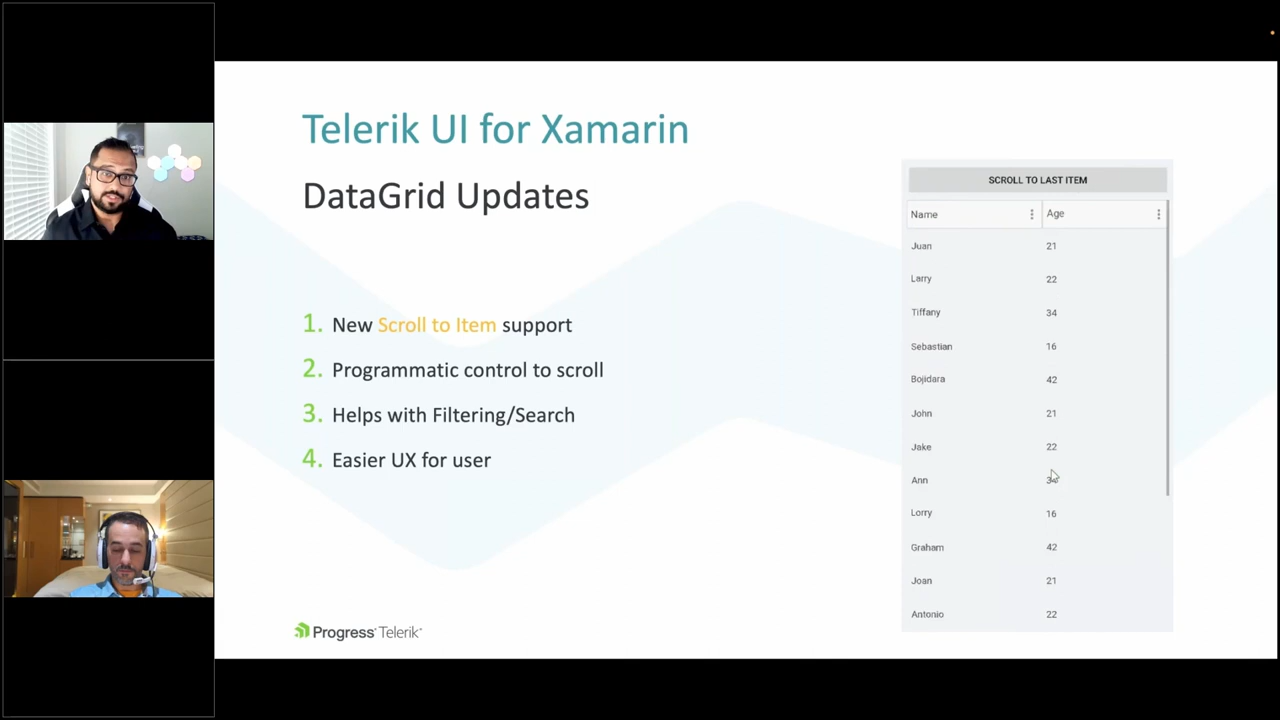 Telerik UI for Xamarin
DataGrid Updates
1. New Scroll to Item support
2. Programmatic control to scroll
3. Helps with Filtering/Search
4. Easier UX for user
Progress Telerik
SCROLL TO LAST ITEM
Name Age
Juan 21
Larry 22
Tiffany 34
Sebastian 16
Bojidara 42
John 21
Jake 22
Ann
Lorry 16
Graham 42
Joan 21
Antonio 22